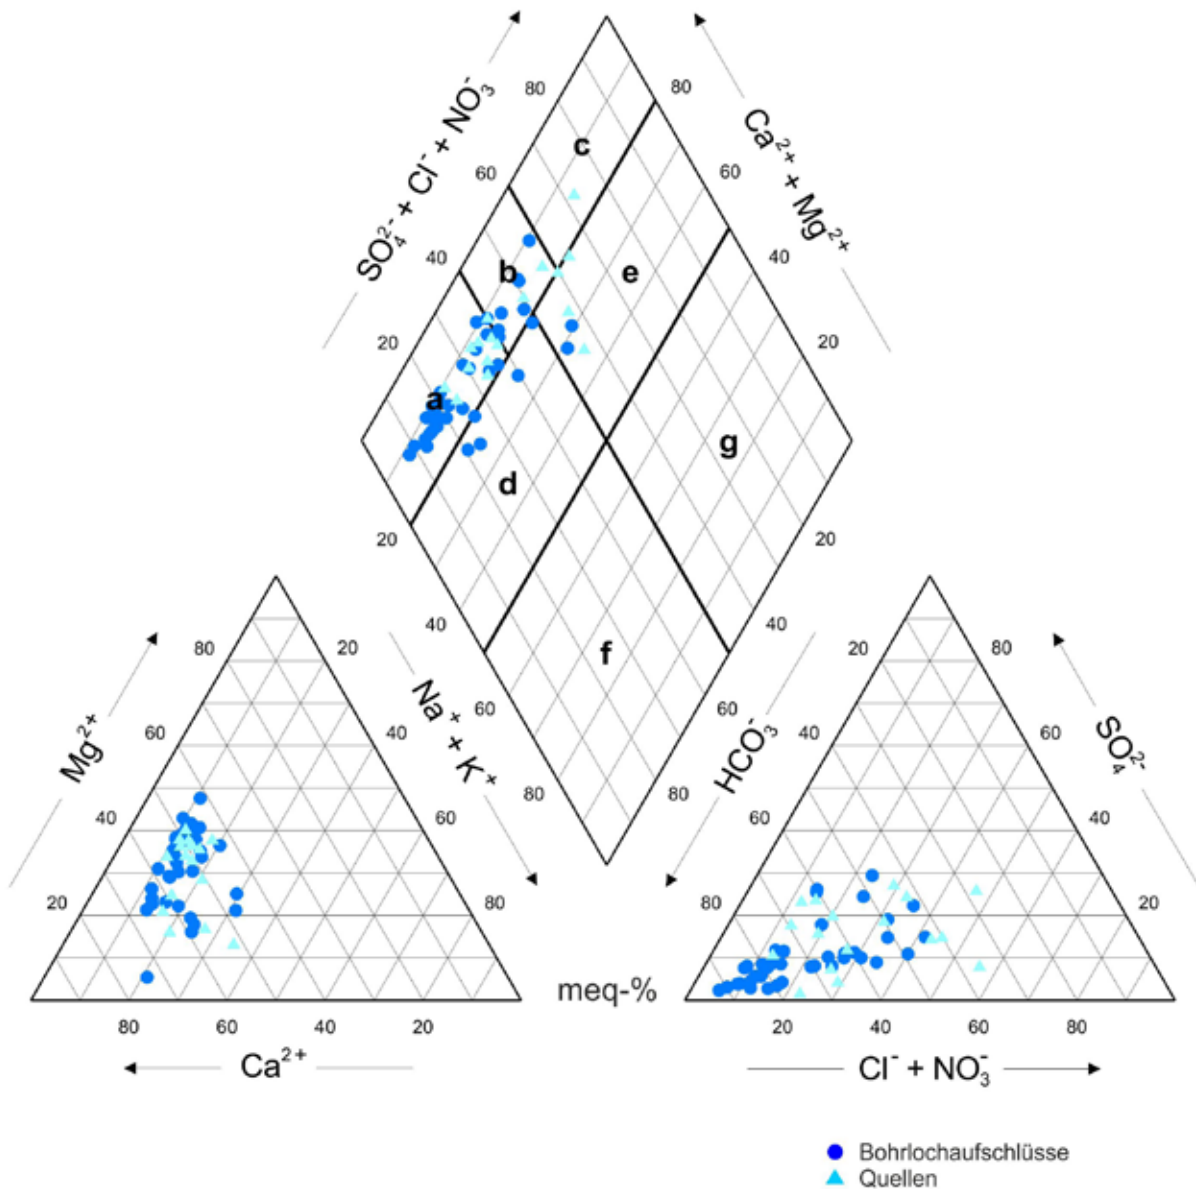 SO₄²⁻ + Cl⁻ + NO₃⁻
Ca²⁺ + Mg²⁺
80
80
60
60
40
40
20
20
c
b
e
a
g
d
f
20
20
40
40
60
60
80
80
Mg²⁺
Na⁺ + K⁺
HCO₃⁻
SO₄²⁻
80
20
20
80
60
40
40
60
40
60
60
40
20
80
80
20
meq-%
80
60
40
20
20
40
60
80
Ca²⁺
Cl⁻ + NO₃⁻
Bohrlochaufschlüsse
Quellen